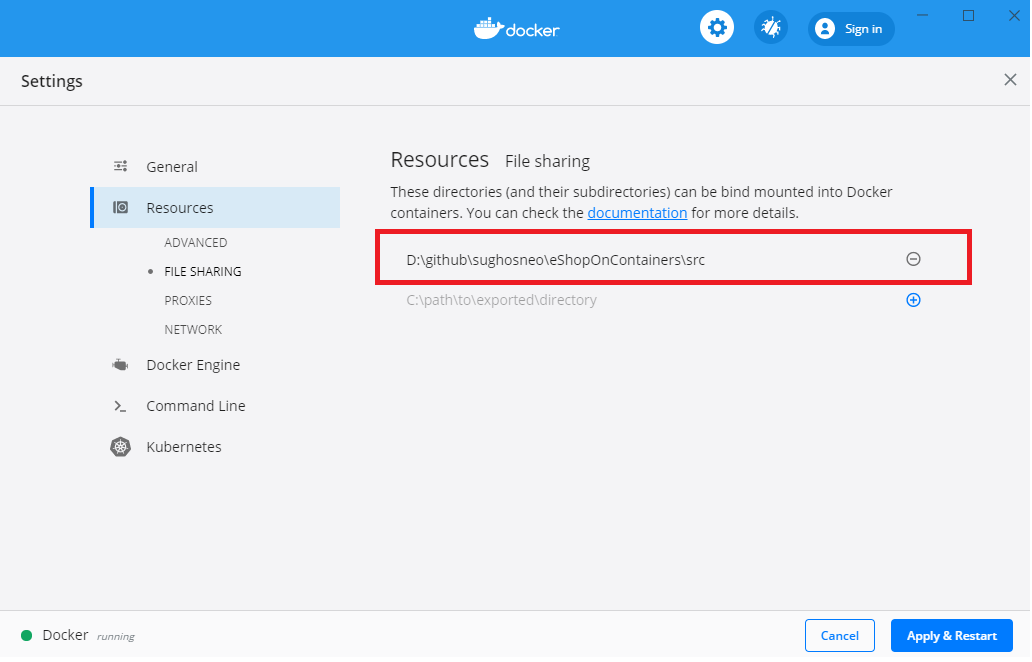 docker
Sign in
Settings
General
Resources
ADVANCED
FILE SHARING
PROXIES
NETWORK
Docker Engine
Command Line
Kubernetes
Resources File sharing
These directories (and their subdirectories) can be bind mounted into Docker
containers. You can check the documentation for more details.
D:\github\sughosneo\eShopOnContainers\src
C:\path\to\exported\directory
Docker running
Cancel
Apply & Restart